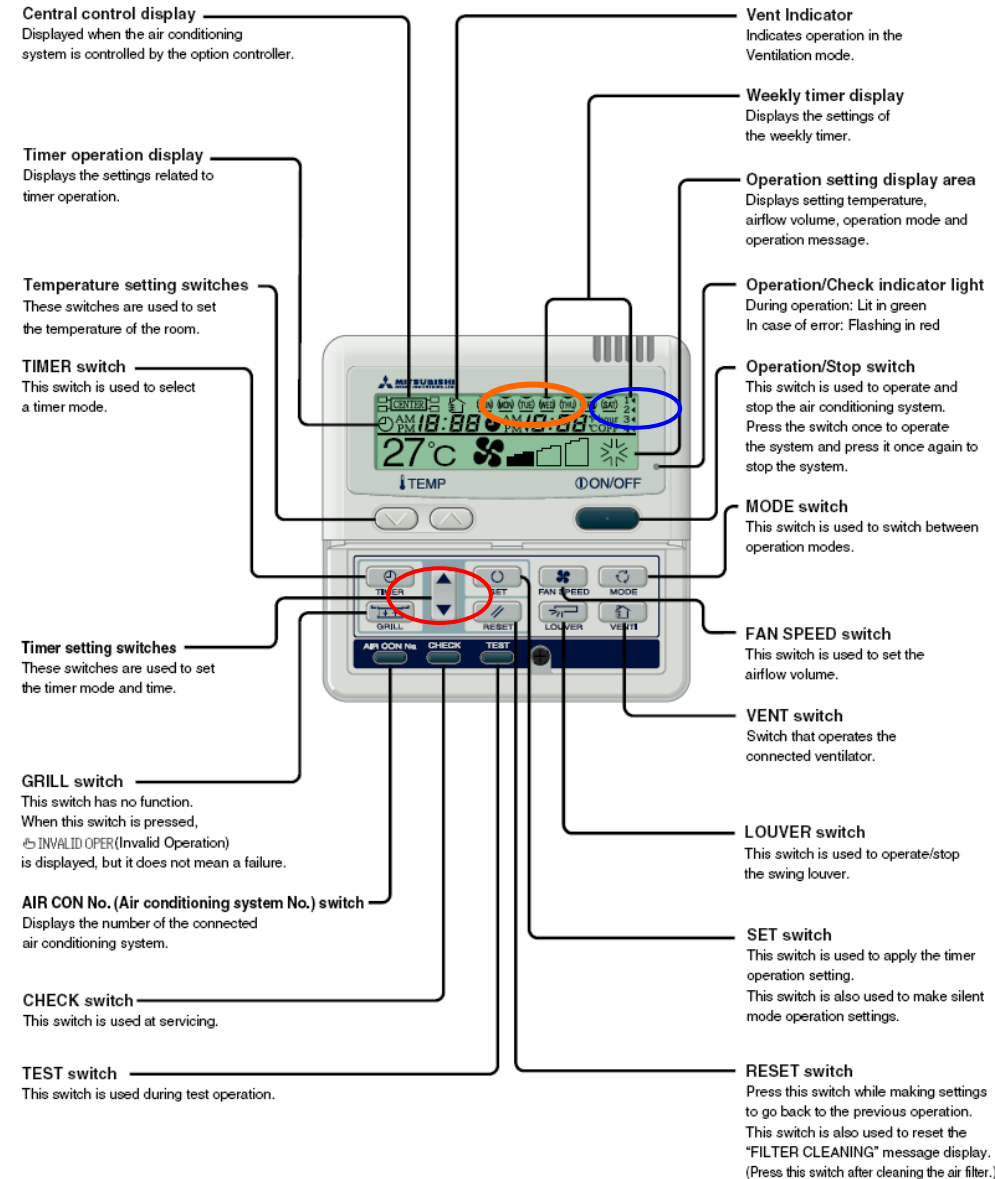 Central control display
Displayed when the air conditioning
system is controlled by the option controller.
Timer operation display
Displays the settings related to
timer operation.
Temperature setting switches
These switches are used to set
the temperature of the room.
TIMER switch
This switch is used to select
a timer mode.
Timer setting switches
These switches are used to set
the timer mode and time.
GRILL switch
This switch has no function.
When this switch is pressed,
INVALID OPER(Invalid Operation)
is displayed, but it does not mean a failure.
AIR CON No. (Air conditioning system No.) switch
Displays the number of the connected
air conditioning system.
CHECK switch
This switch is used at servicing.
TEST switch
This switch is used during test operation.
MITSUBISHI
CENTER MON TUE WED THU SAT 1
2
AM 18:88 AM 18:88 3
PM PM °COFF 4
27°C
TEMP ON/OFF
TIMER SET FAN SPEED MODE
GRILL RESET LOUVER VENTI
AIR CON No. CHECK TEST
Vent Indicator
Indicates operation in the
Ventilation mode.
Weekly timer display
Displays the settings of
the weekly timer.
Operation setting display area
Displays setting temperature,
airflow volume, operation mode and
operation message.
Operation/Check indicator light
During operation: Lit in green
In case of error: Flashing in red
Operation/Stop switch
This switch is used to operate and
stop the air conditioning system.
Press the switch once to operate
the system and press it once again to
stop the system.
MODE switch
This switch is used to switch between
operation modes.
FAN SPEED switch
This switch is used to set the
airflow volume.
VENT switch
Switch that operates the
connected ventilator.
LOUVER switch
This switch is used to operate/stop
the swing louver.
SET switch
This switch is used to apply the timer
operation setting.
This switch is also used to make silent
mode operation settings.
RESET switch
Press this switch while making settings
to go back to the previous operation.
This switch is also used to reset the
“FILTER CLEANING” message display.
(Press this switch after cleaning the air filter.)